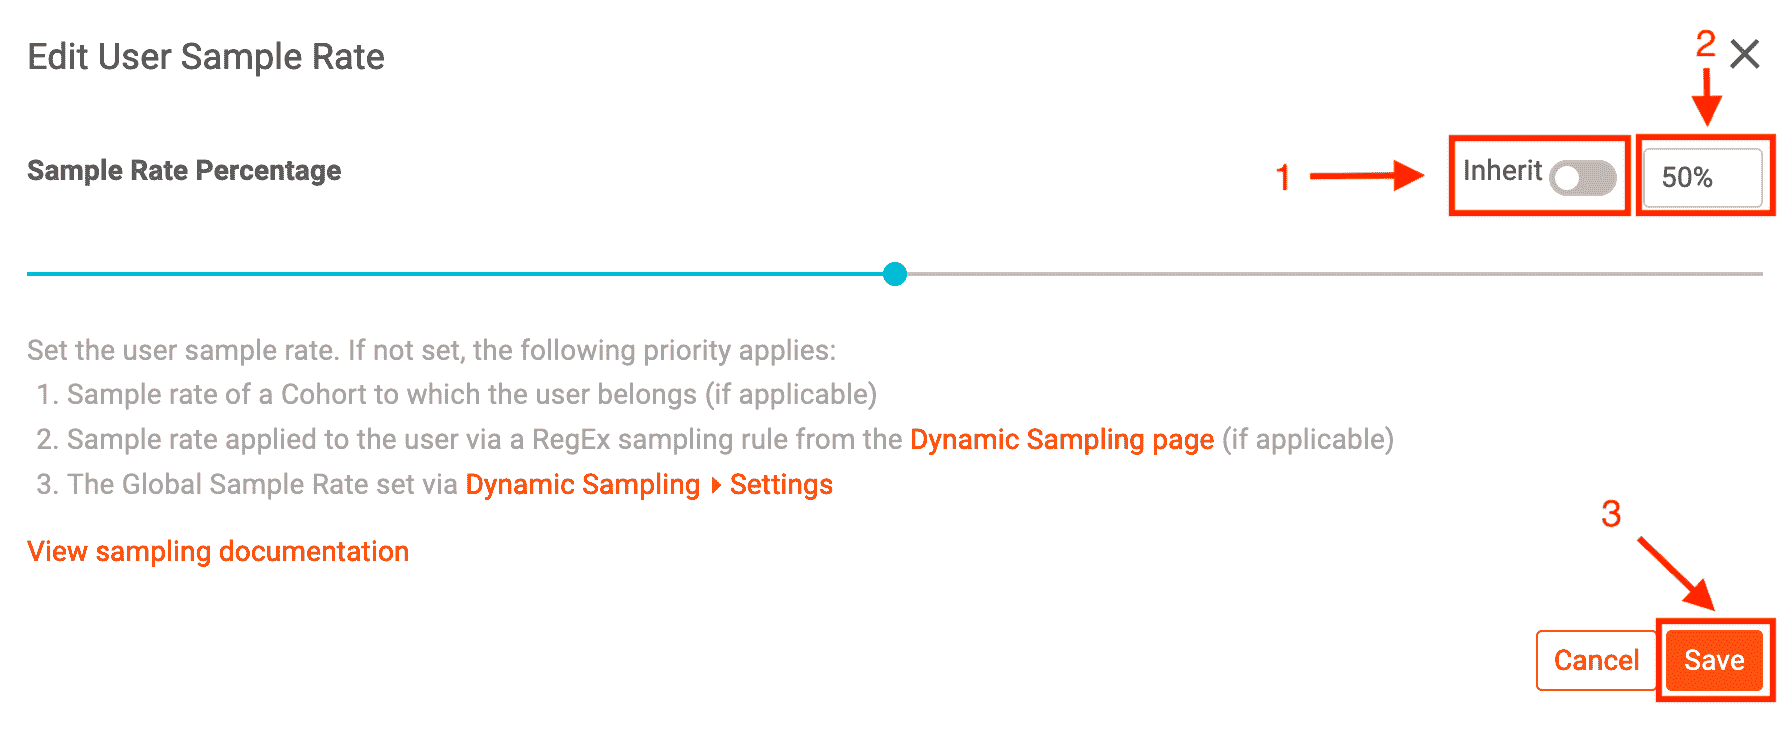 Edit User Sample Rate
2
Sample Rate Percentage
1
Inherit
50%
Set the user sample rate. If not set, the following priority applies:
1. Sample rate of a Cohort to which the user belongs (if applicable)
2. Sample rate applied to the user via a RegEx sampling rule from the Dynamic Sampling page (if applicable)
3. The Global Sample Rate set via Dynamic Sampling Settings
3
View sampling documentation
Cancel
Save